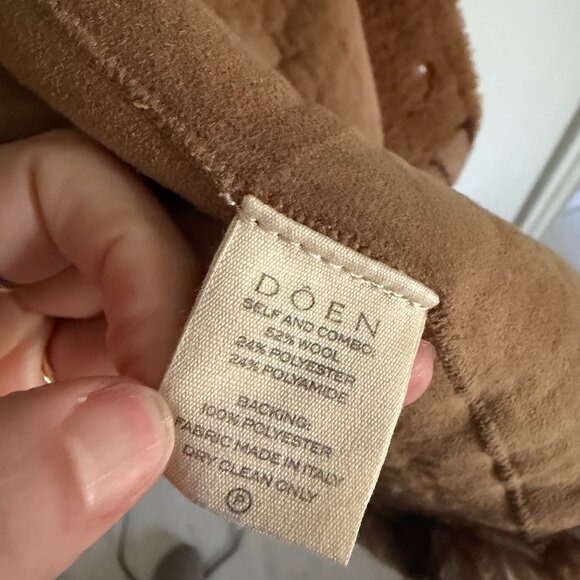 DÔEN
SELF AND COMBO:
52% WOOL
24% POLYESTER
24% POLYAMIDE
BACKING:
100% POLYESTER
FABRIC MADE IN ITALY
DRY CLEAN ONLY